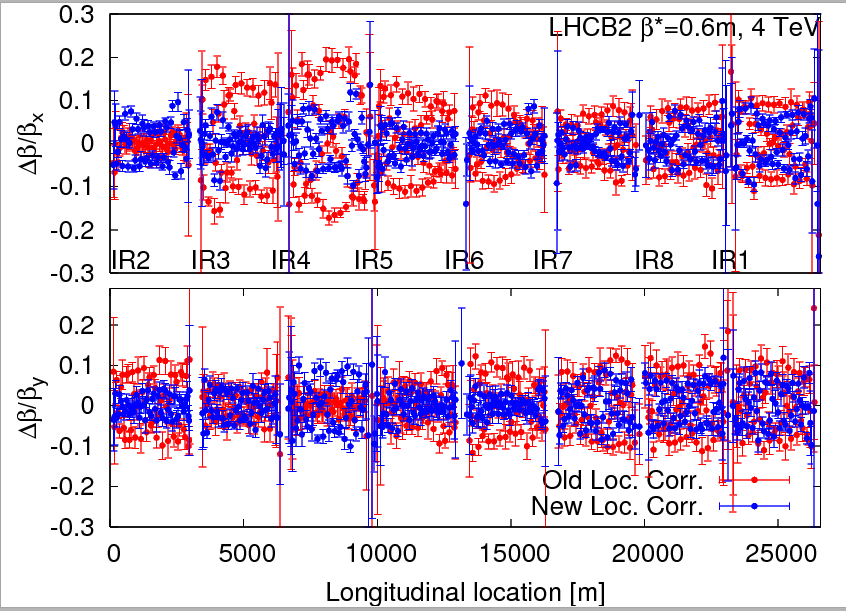 LHCB2 β*=0.6m, 4 TeV
0.3
0.2
0.1
0
-0.1
-0.2
-0.3
Δβ/βx
IR2 IR3 IR4 IR5 IR6 IR7 IR8 IR1
0.2
0.1
0
-0.1
-0.2
-0.3
Δβ/βy
Old Loc. Corr.
New Loc. Corr.
0 5000 10000 15000 20000 25000
Longitudinal location [m]